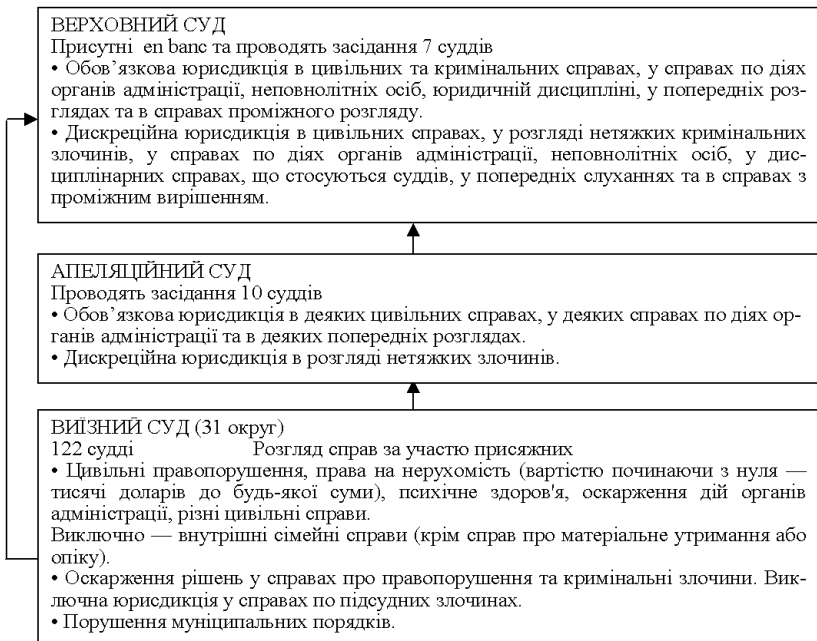 ВЕРХОВНИЙ СУД
Присутні en banc та проводять засідання 7 суддів
• Обов’язкова юрисдикція в цивільних та кримінальних справах, у справах по діях
органів адміністрації, неповнолітніх осіб, юридичній дисципліні, у попередніх роз-
глядах та в справах проміжного розгляду.
• Дискреційна юрисдикція в цивільних справах, у розгляді нетяжких кримінальних
злочинів, у справах по діях органів адміністрації, неповнолітніх осіб, у дис-
циплінарних справах, що стосуються суддів, у попередніх слуханнях та в справах з
проміжним вирішенням.
АПЕЛЯЦІЙНИЙ СУД
Проводять засідання 10 суддів
• Обов’язкова юрисдикція в деяких цивільних справах, у деяких справах по діях ор-
ганів адміністрації та в деяких попередніх розглядах.
• Дискреційна юрисдикція в розгляді нетяжких злочинів.
ВИЇЗНИЙ СУД (31 округ)
122 судді Розгляд справ за участю присяжних
• Цивільні правопорушення, права на нерухомість (вартістю починаючи з нуля —
тисячі доларів до будь-якої суми), психічне здоров'я, оскарження дій органів
адміністрації, різні цивільні справи.
Виключно — внутрішні сімейні справи (крім справ про матеріальне утримання або
опіку).
• Оскарження рішень у справах про правопорушення та кримінальні злочини. Вик-
лючна юрисдикція у справах по підсудних злочинах.
• Порушення муніципальних порядків.